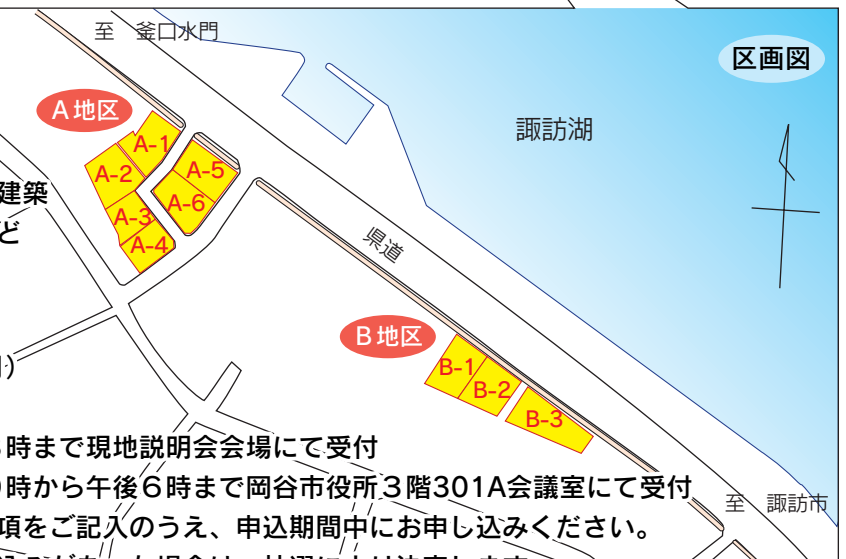 至 釜口水門
区画図
A地区
諏訪湖
A-1
A-2
A-5
A-6
A-3
A-4
建築
ど
県道
B地区
B-1
B-2
B-3
時まで現地説明会会場にて受付
時から午後6時まで岡谷市役所3階301A会議室にて受付
至 諏訪市
項をご記入のうえ、申込期間中にお申し込みください。